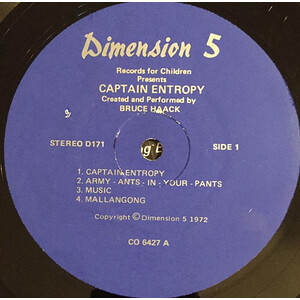 Dimension 5
Records for Children
Presents
CAPTAIN ENTROPY
Created and Performed by
BRUCE HAACK
STEREO D171
SIDE 1
1. CAPTAIN ENTROPY
2. ARMY - ANTS - IN - YOUR - PANTS
3. MUSIC
4. MALLANGONG
Copyright © Dimension 5 1972
CO 6427 A